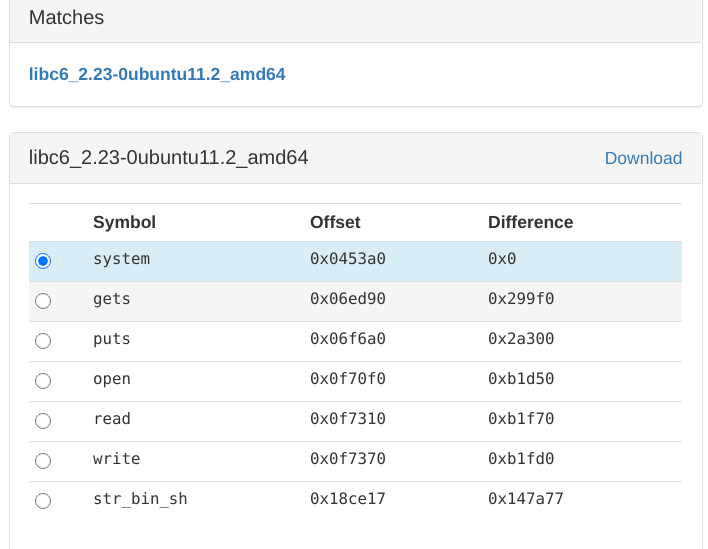 Matches
libc6_2.23-0ubuntu11.2_amd64
libc6_2.23-0ubuntu11.2_amd64 Download
Symbol Offset Difference
system 0x0453a0 0x0
gets 0x06ed90 0x299f0
puts 0x06f6a0 0x2a300
open 0x0f70f0 0xb1d50
read 0x0f7310 0xb1f70
write 0x0f7370 0xb1fd0
str_bin_sh 0x18ce17 0x147a77